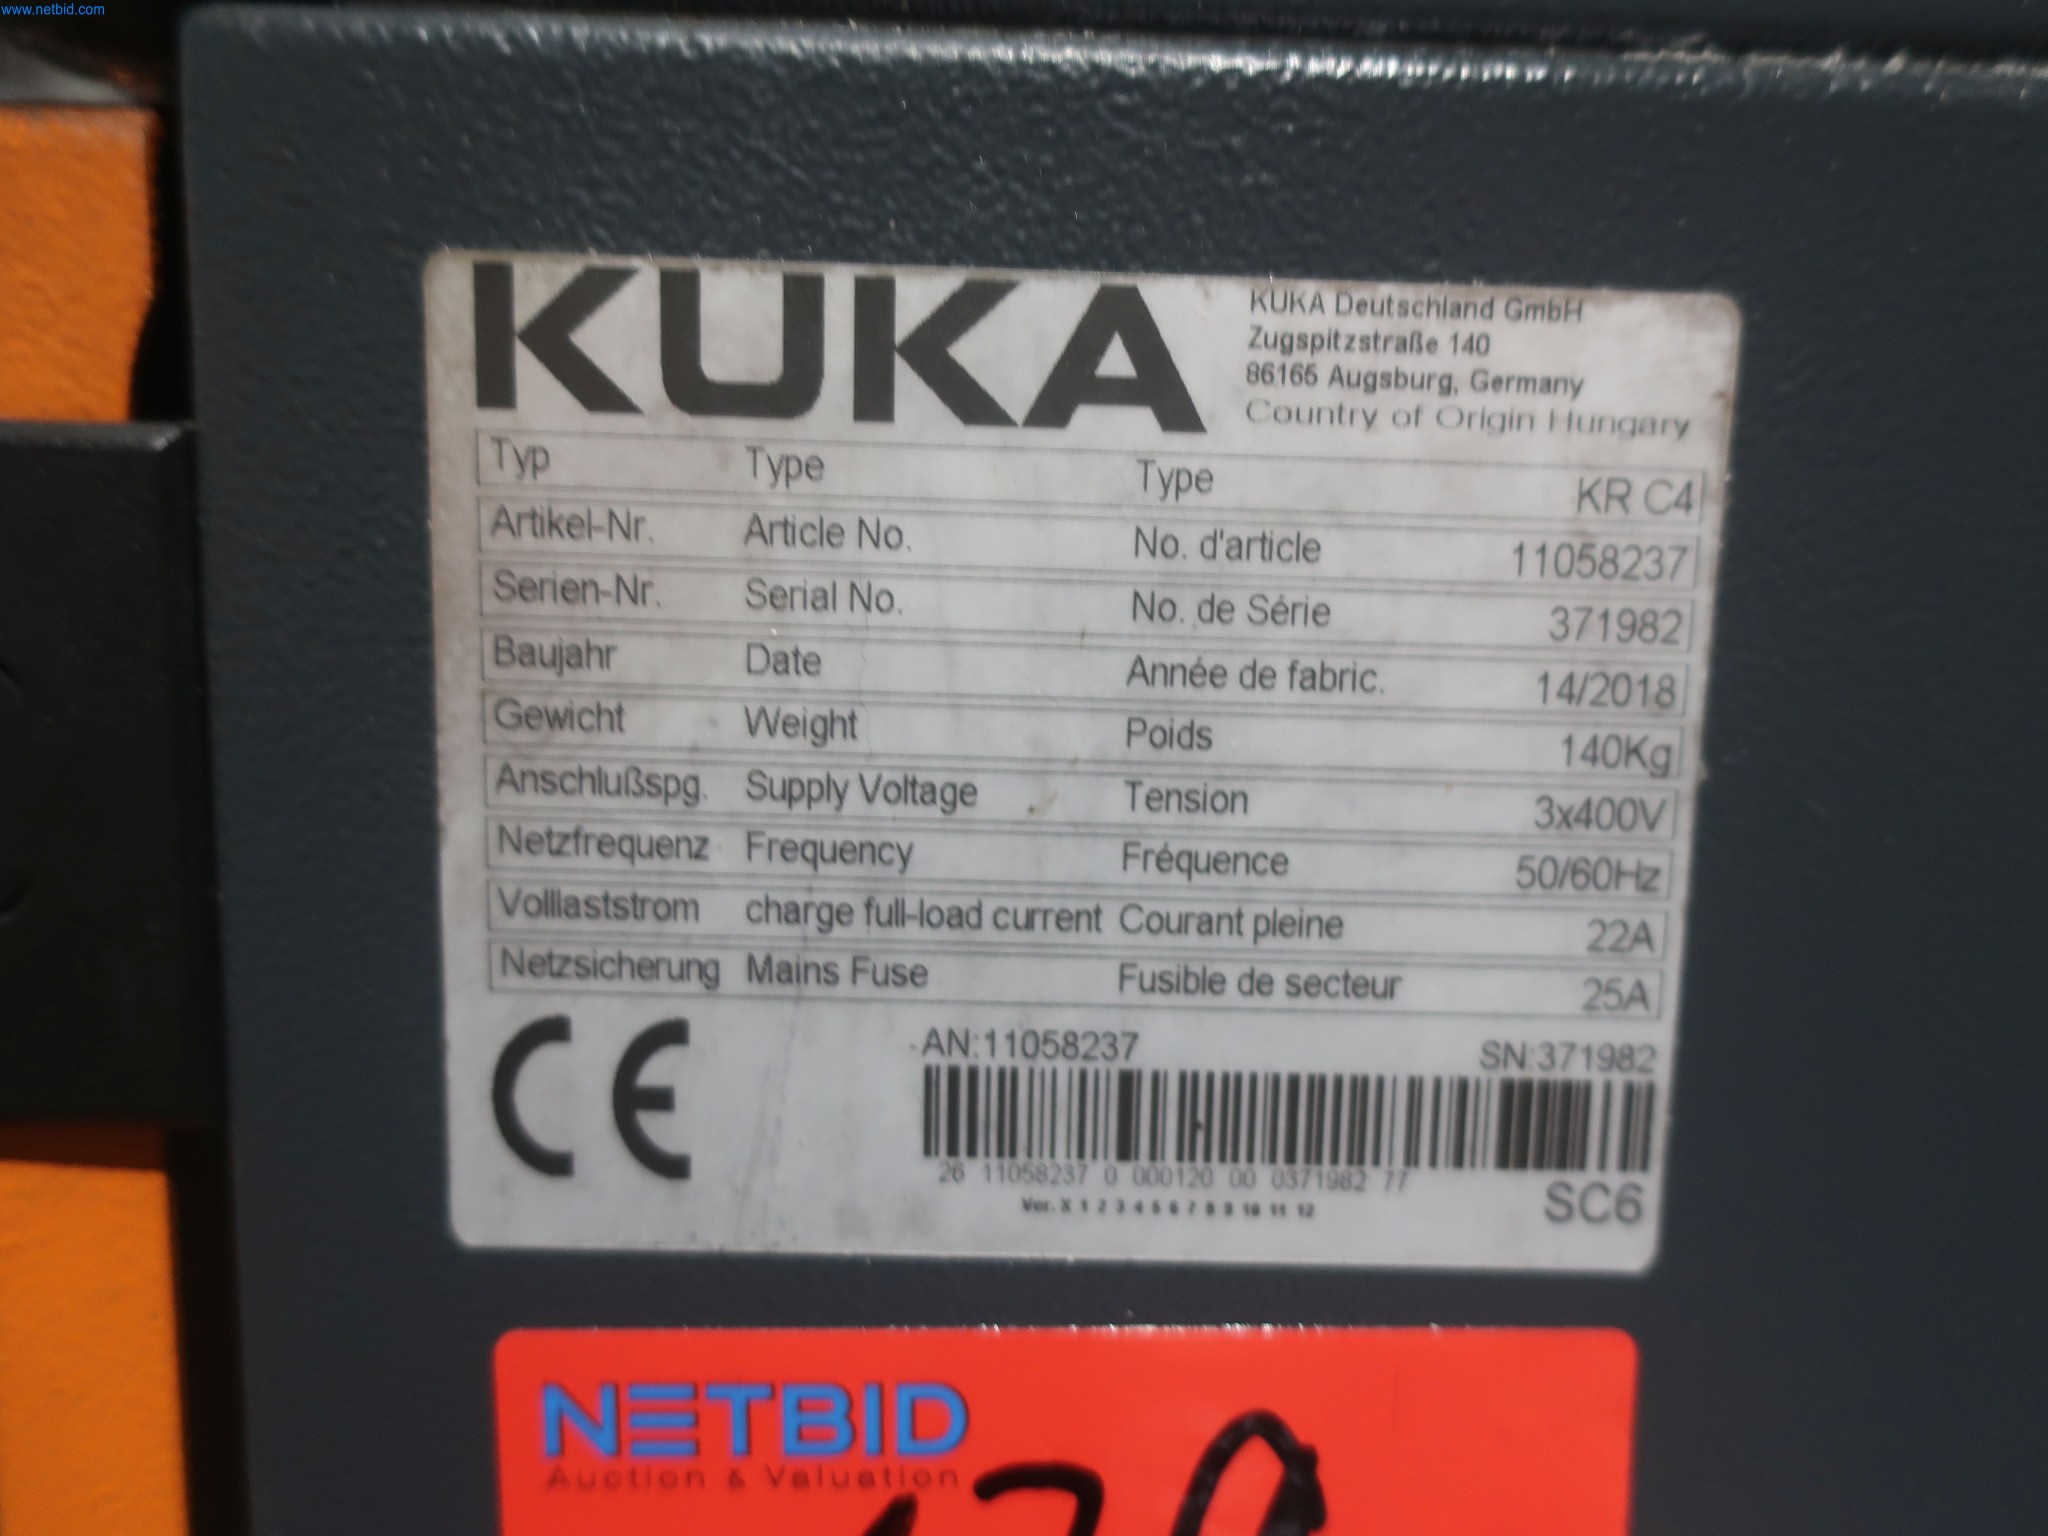 www.netbid.com
KUKA
KUKA Deutschland GmbH
Zugspitzstraße 140
86165 Augsburg, Germany
Country of Origin Hungary
Typ Type Type KR C4
Artikel-Nr. Article No. No. d'article 11058237
Serien-Nr. Serial No. No. de Série 371982
Baujahr Date Année de fabric. 14/2018
Gewicht Weight Poids 140Kg
Anschlußspg. Supply Voltage Tension 3x400V
Netzfrequenz Frequency Fréquence 50/60Hz
Volllaststrom charge full-load current Courant pleine 22A
Netzsicherung Mains Fuse Fusible de secteur 25A
CE
AN:11058237 SN:371982
26 11058237 0 000120 00 0371982 77
Ver. X 1 2 3 4 5 6 7 8 9 10 11 12
SC6
NETBID
Auction & Valuation